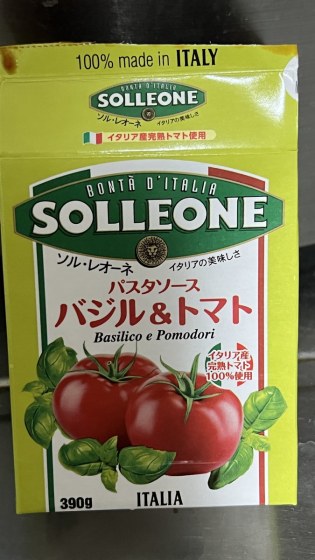 100% made in ITALY
BONTÀ D'ITALIA
SOLLEONE
ソル・レオーネ イタリアの美味しさ
イタリア産完熟トマト使用
BONTÀ D'ITALIA
SOLLEONE
ソル・レオーネ イタリアの美味しさ
パスタソース
バジル&トマト
Basilico e Pomodori
イタリア産
完熟トマト
100%使用
390g
ITALIA